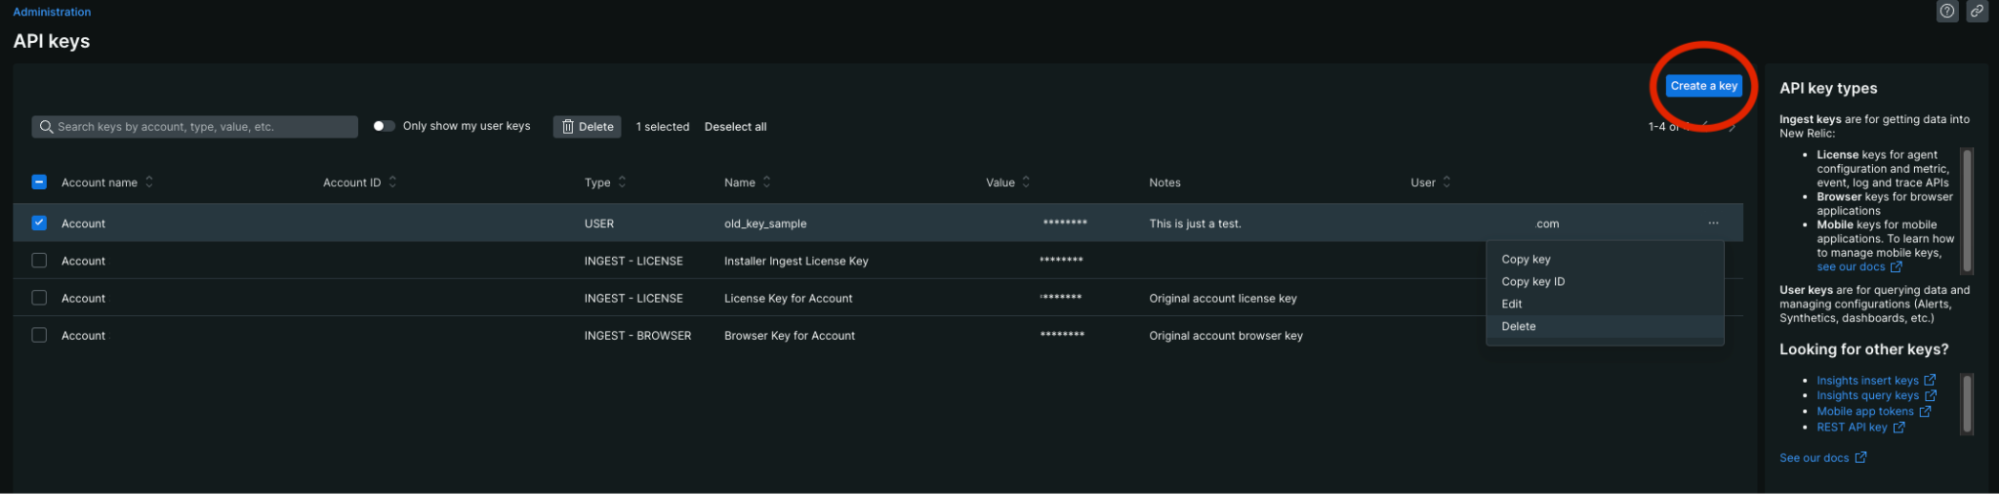 Administration
API keys
Create a key
Search keys by account, type, value, etc.
Only show my user keys
Delete
1 selected
Deselect all
1-4 of
Account name
Account ID
Type
Name
Value
Notes
User
Account USER old_key_sample ******** This is just a test. .com ...
Account INGEST - LICENSE Installer Ingest License Key ********
Account INGEST - LICENSE License Key for Account ******* Original account license key
Account INGEST - BROWSER Browser Key for Account ******** Original account browser key
Copy key
Copy key ID
Edit
Delete
API key types
Ingest keys are for getting data into
New Relic:
• License keys for agent
configuration and metric,
event, log and trace APIs
• Browser keys for browser
applications
• Mobile keys for mobile
applications. To learn how
to manage mobile keys,
see our docs
User keys are for querying data and
managing configurations (Alerts,
Synthetics, dashboards, etc.)
Looking for other keys?
• Insights insert keys
• Insights query keys
• Mobile app tokens
• REST API key
See our docs